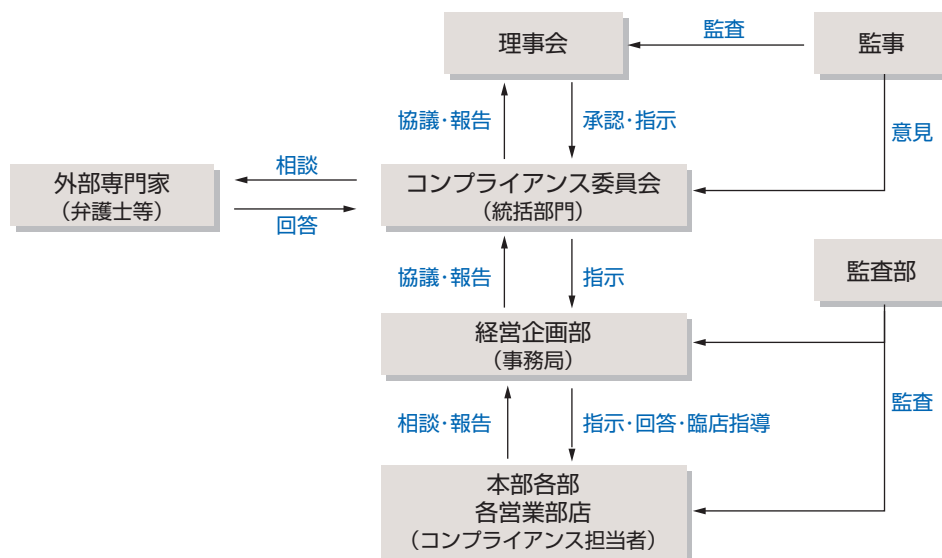 理事会
監査
監事
協議・報告
承認・指示
意見
外部専門家
（弁護士等）
相談
回答
コンプライアンス委員会
（統括部門）
協議・報告
指示
監査部
経営企画部
（事務局）
監査
相談・報告
指示・回答・臨店指導
本部各部
各営業部店
（コンプライアンス担当者）